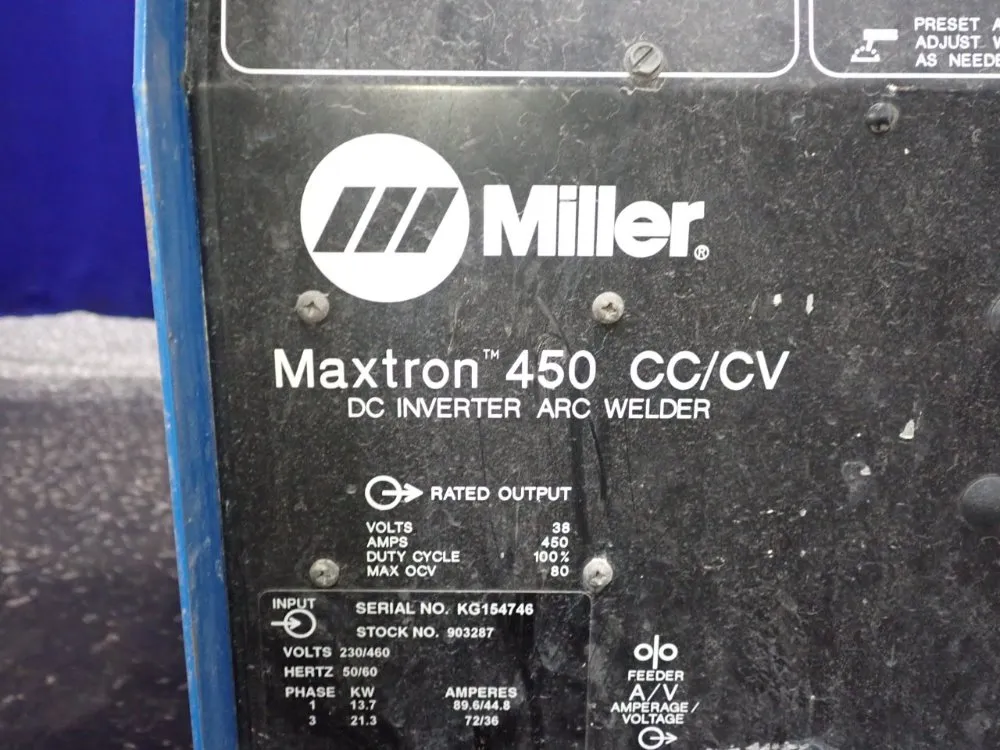 PRESET
ADJUST
AS
Miller®
Maxtron™ 450 CC/CV
DC INVERTER ARC WELDER
RATED OUTPUT
VOLTS 38
AMPS 450
DUTY CYCLE 100%
MAX OCV 80
INPUT
SERIAL NO. KG154746
STOCK NO. 903287
VOLTS 230/460
HERTZ 50/60
PHASE KW AMPERES
1 13.7 89.6/44.8
3 21.3 72/36
FEEDER
A/V
AMPERAGE/
VOLTAGE